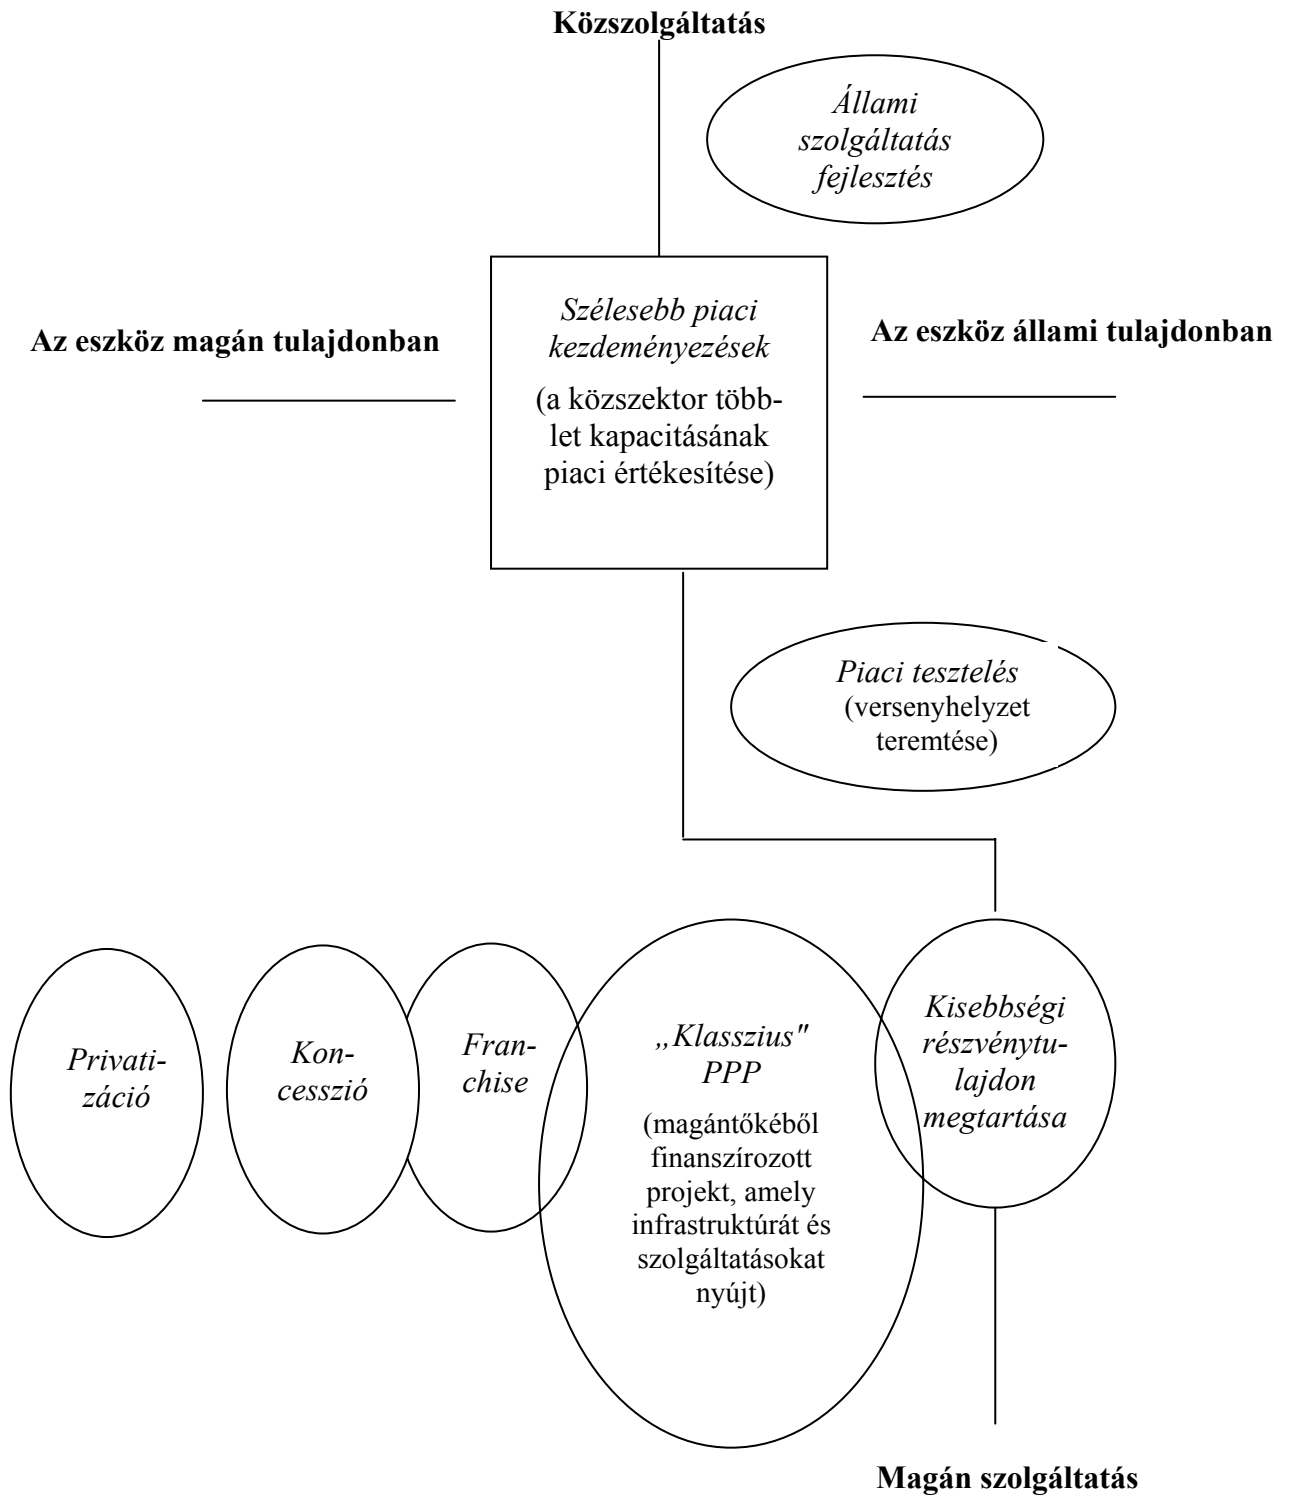 Közszolgáltatás
Állami
szolgáltatás
fejlesztés
Szélesebb piaci
kezdeményezések
(a közszektor több-
let kapacitásának
piaci értékesítése)
Az eszköz magán tulajdonban
Az eszköz állami tulajdonban
Piaci tesztelés
(versenyhelyzet
teremtése)
Privati-
záció
Kon-
cesszió
Fran-
chise
„Klasszius"
PPP
(magántőkéből
finanszírozott
projekt, amely
infrastruktúrát és
szolgáltatásokat
nyújt)
Kisebbségi
részvénytu-
lajdon
megtartása
Magán szolgáltatás